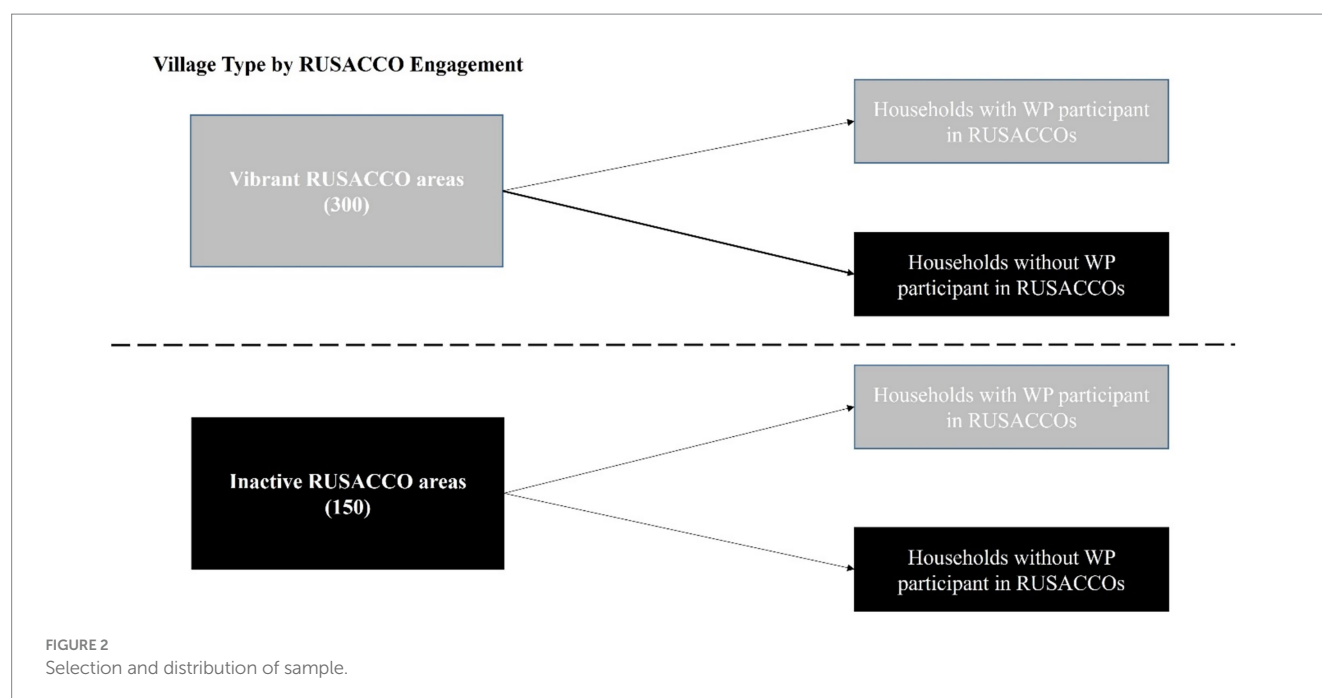 Village Type by RUSACCO Engagement
Vibrant RUSACCO areas
(300)
Households with WP participant
in RUSACCOs
Households without WP
participant in RUSACCOs
Inactive RUSACCO areas
(150)
Households with WP participant
in RUSACCOs
Households without WP
participant in RUSACCOs
FIGURE 2
Selection and distribution of sample.